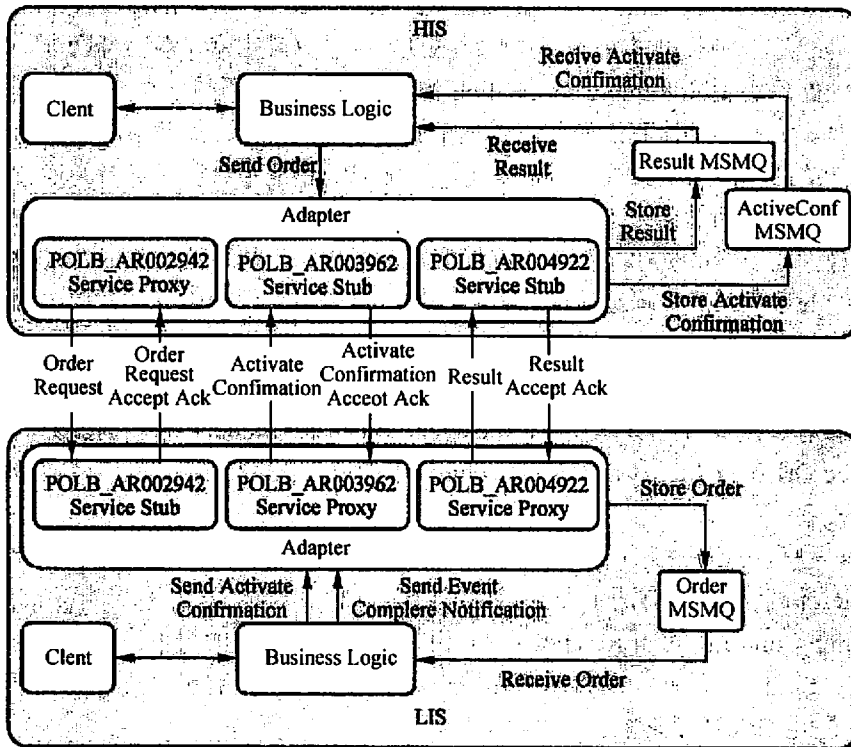 HIS
Recive Activate
Confimation
Clent
Business Logic
Receive
Result
Result MSMQ
Send Order
Adapter
Store
Result
ActiveConf
MSMQ
POLB_AR002942
Service Proxy
POLB_AR003962
Service Stub
POLB_AR004922
Service Stub
Store Activate
Confirmation
Order
Request
Order
Request
Accept Ack
Activate
Confimation
Activate
Confirmation
Acceot Ack
Result
Result
Accept Ack
POLB_AR002942
Service Stub
POLB_AR003962
Service Proxy
POLB_AR004922
Service Proxy
Store Order
Adapter
Send Activate
Confirmation
Send Event
Complere Notification
Order
MSMQ
Clent
Business Logic
Receive Order
LIS